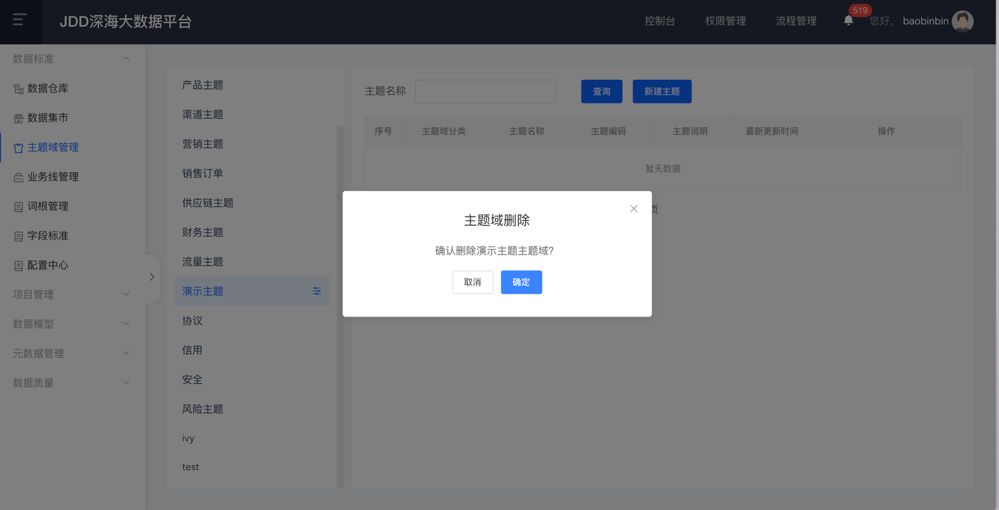 JDD深海大数据平台
控制台
权限管理
流程管理
519
您好,
baobinbin
数据标准
数据仓库
数据集市
主题域管理
业务线管理
词根管理
字段标准
配置中心
项目管理
数据模型
元数据管理
数据质量
产品主题
渠道主题
营销主题
销售订单
供应链主题
财务主题
流量主题
演示主题
协议
信用
安全
风险主题
ivy
test
主题名称
查询
新建主题
序号 主题域分类 主题名称 主题编码 主题说明 最新更新时间 操作
暂无数据
页
主题域删除
确认删除演示主题主题域?
取消
确定